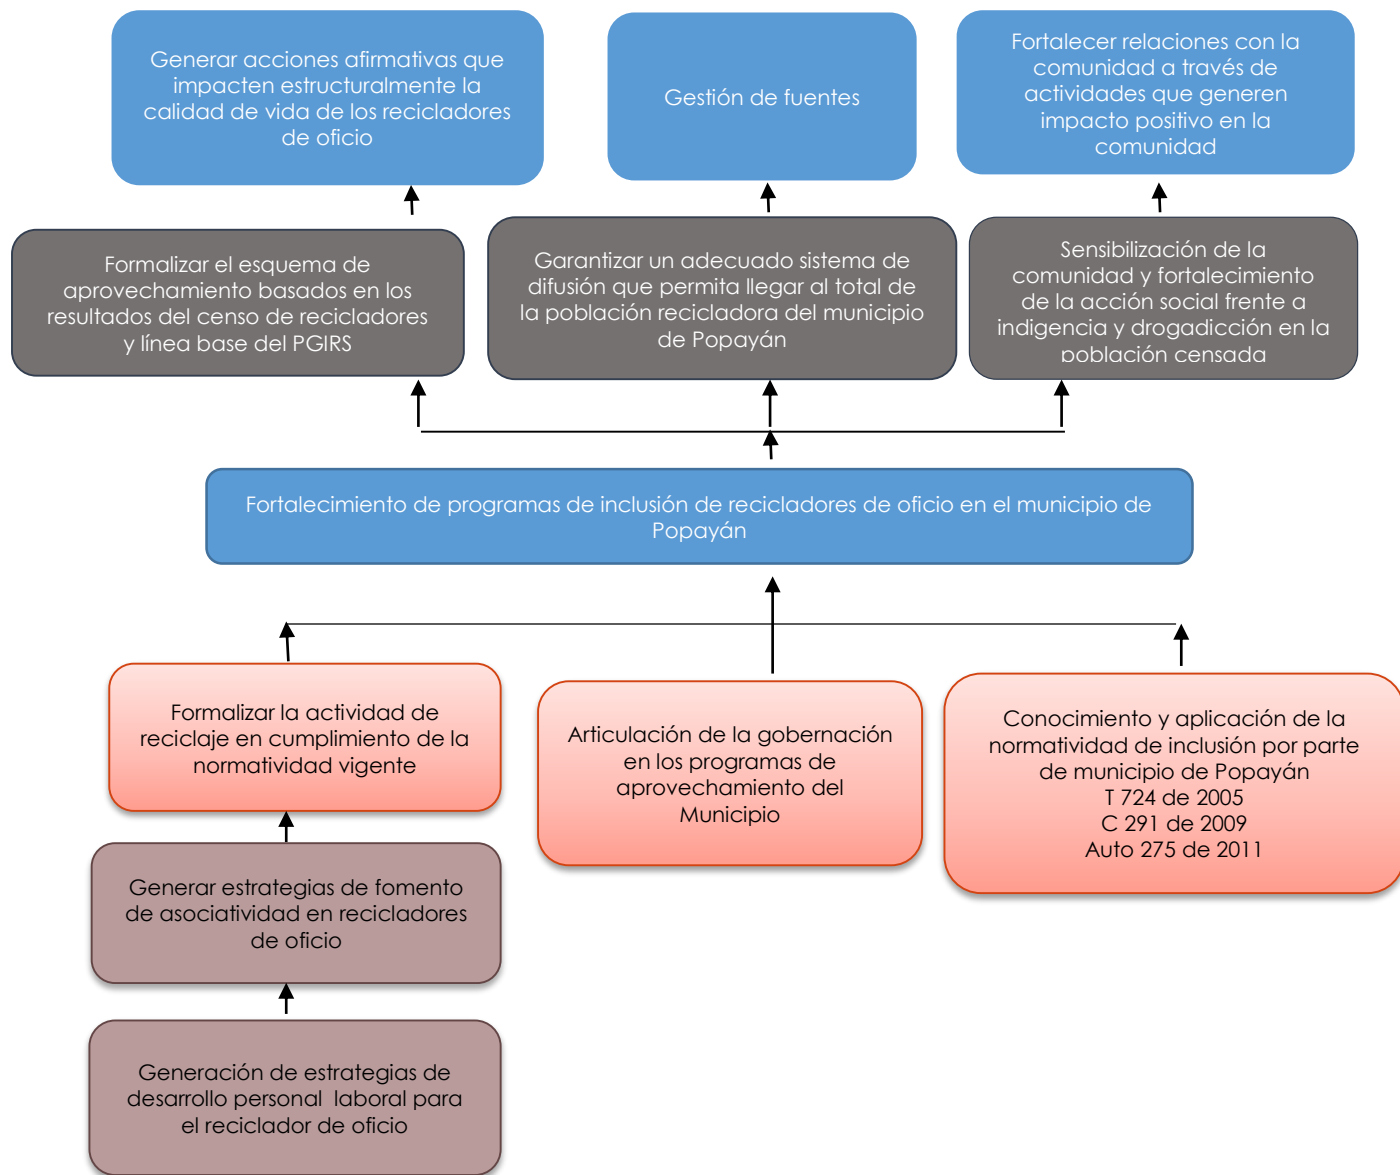 Generar acciones afirmativas que
impacten estructuralmente la
calidad de vida de los recicladores
de oficio
Gestión de fuentes
Fortalecer relaciones con la
comunidad a través de
actividades que generen
impacto positivo en la
comunidad
Formalizar el esquema de
aprovechamiento basados en los
resultados del censo de recicladores
y línea base del PGIRS
Garantizar un adecuado sistema de
difusión que permita llegar al total de
la población recicladora del municipio
de Popayán
Sensibilización de la
comunidad y fortalecimiento
de la acción social frente a
indigencia y drogadicción en la
población censada
Fortalecimiento de programas de inclusión de recicladores de oficio en el municipio de
Popayán
Formalizar la actividad de
reciclaje en cumplimiento de la
normatividad vigente
Articulación de la gobernación
en los programas de
aprovechamiento del
Municipio
Conocimiento y aplicación de la
normatividad de inclusión por parte
de municipio de Popayán
T 724 de 2005
C 291 de 2009
Auto 275 de 2011
Generar estrategias de fomento
de asociatividad en recicladores
de oficio
Generación de estrategias de
desarrollo personal  laboral para
el reciclador de oficio